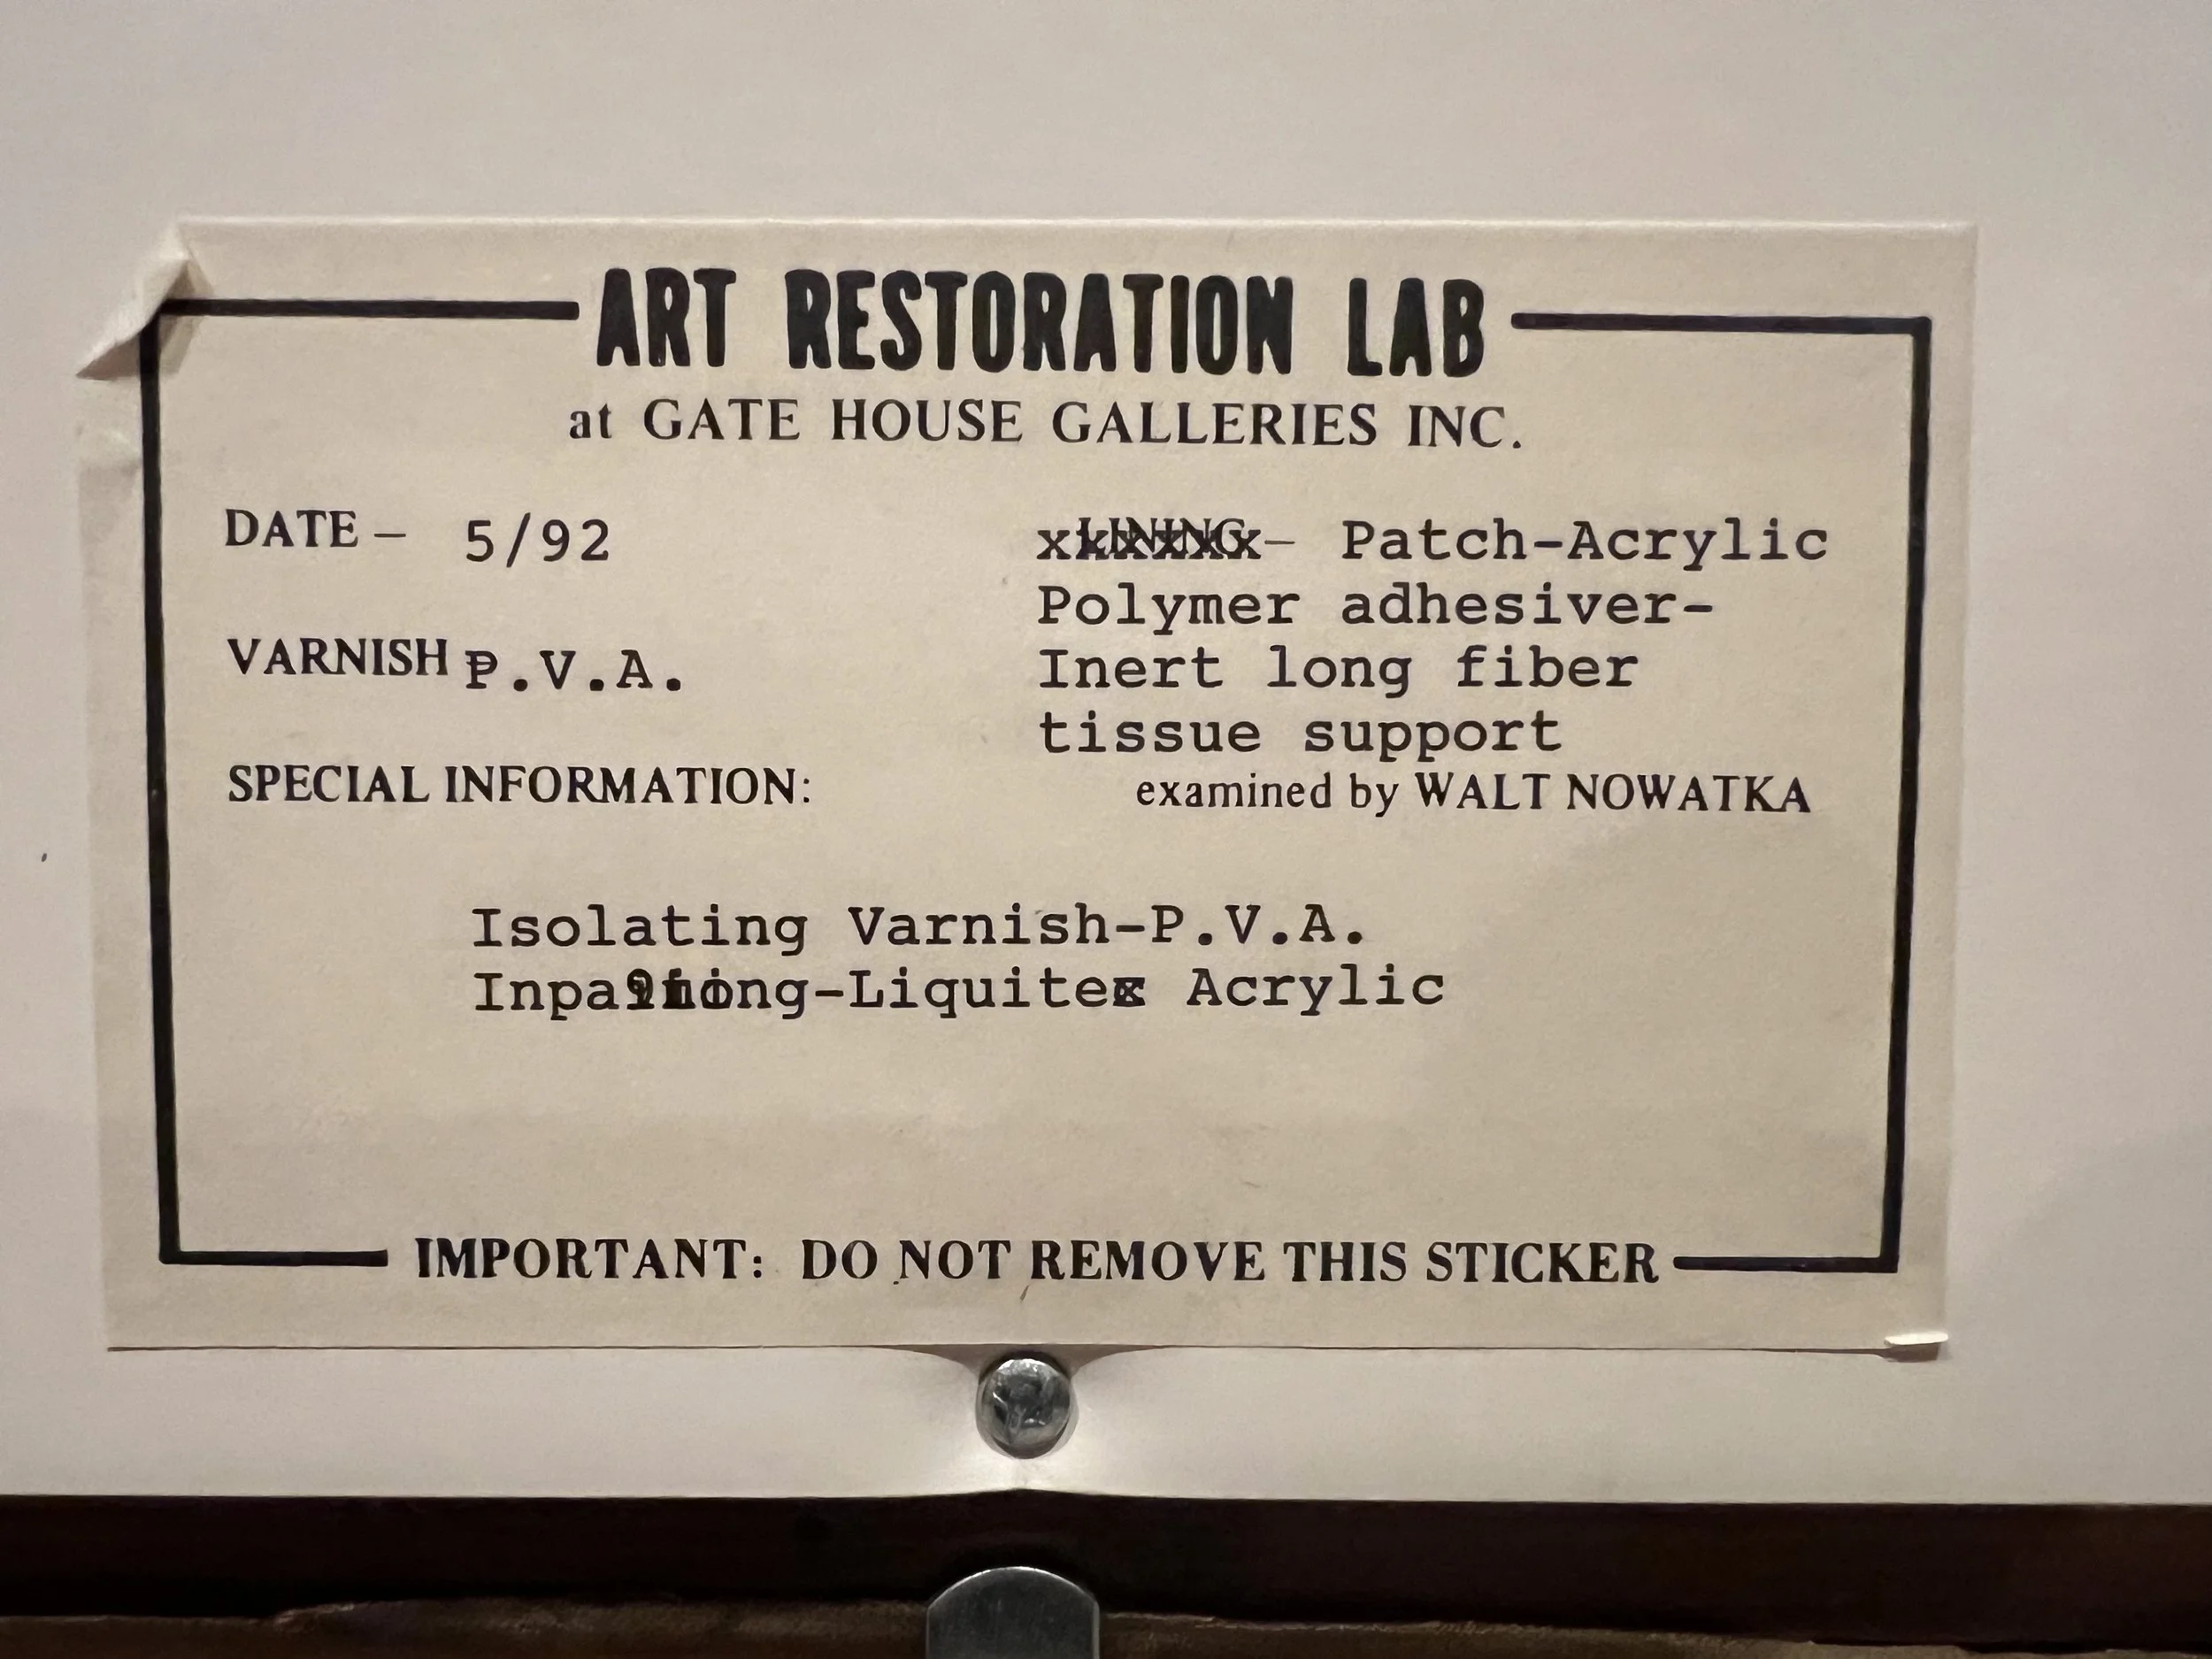 ART RESTORATION LAB
at GATE HOUSE GALLERIES INC.
DATE – 5/92
LINING – Patch-Acrylic
Polymer adhesiver-
Inert long fiber
tissue support
VARNISH P.V.A.
SPECIAL INFORMATION:
examined by WALT NOWATKA
Isolating Varnish-P.V.A.
-Liquitex Acrylic
IMPORTANT: DO NOT REMOVE THIS STICKER